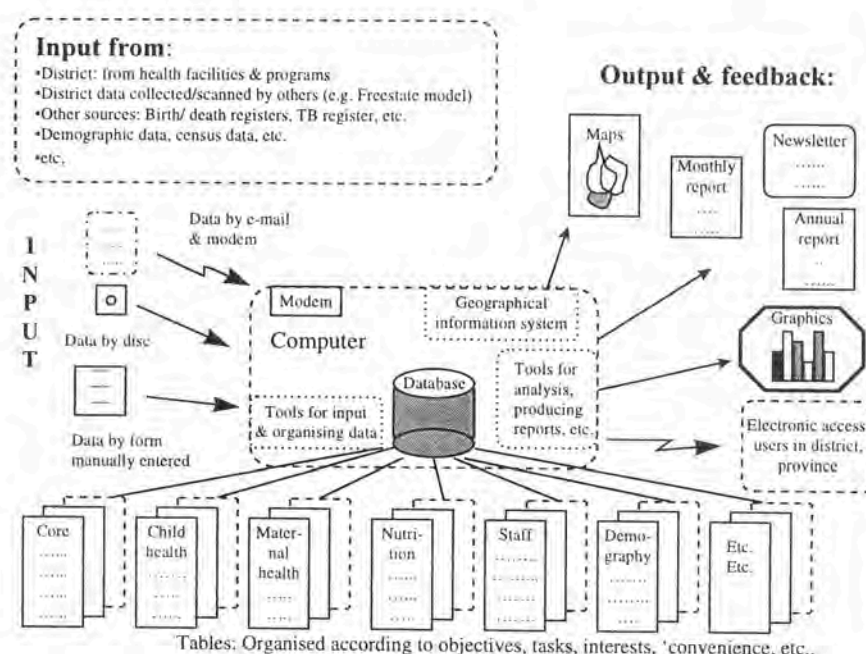 Input from:
•District: from health facilities & programs
•District data collected/scanned by others (e.g. Freestate model)
•Other sources: Birth/ death registers, TB register, etc.
•Demographic data, census data, etc.
•etc.
Output & feedback:
Maps
Monthly
report
Newsletter
Annual
report
INPUT
Data by e-mail
& modem
Data by disc
Data by form
manually entered
Modem
Computer
Geographical
information system
Database
Tools for input
& organising data
Tools for
analysis,
producing
reports, etc.
Graphics
Electronic access
users in district,
province
Core
Child
health
Mater-
nal
health
Nutri-
tion
Staff
Demo-
graphy
Etc.
Etc.
Tables: Organised according to objectives, tasks, interests, ‘convenience, etc..